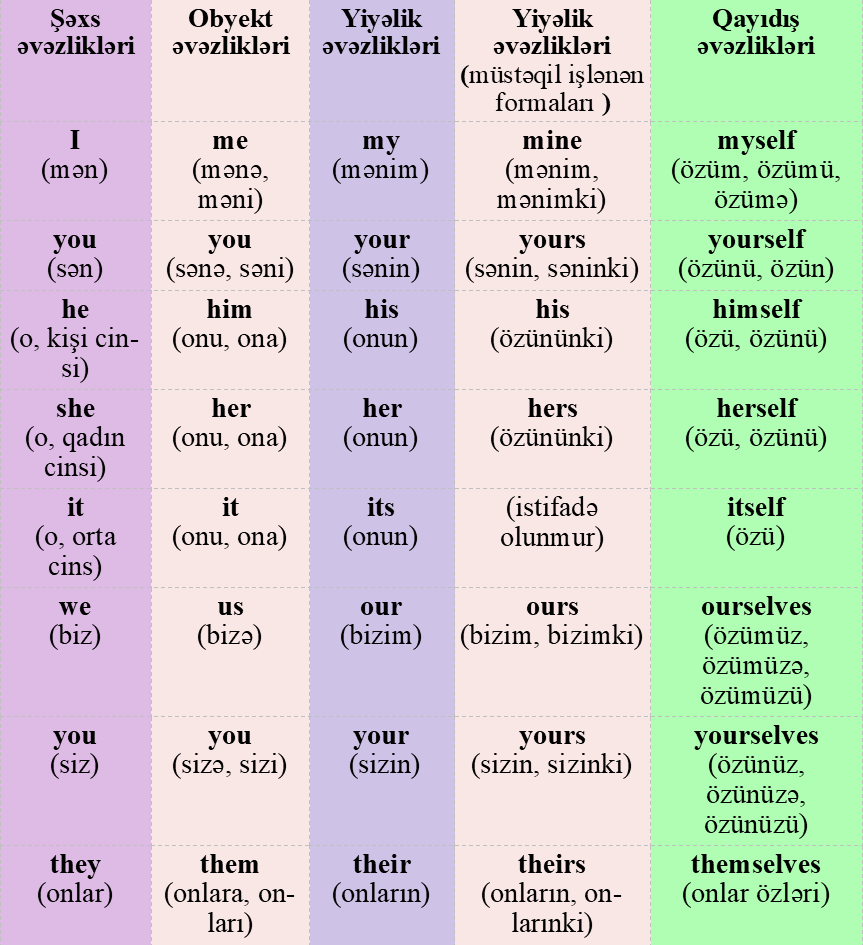 Şəxs
əvəzlikləri
Obyekt
əvəzlikləri
Yiyəlik
əvəzlikləri
Yiyəlik
əvəzlikləri
(müstəqil işlənən
formaları )
Qayıdış
əvəzlikləri
I
(mən)
me
(mənə,
məni)
my
(mənim)
mine
(mənim,
mənimki)
myself
(özüm, özümü,
özümə)
you
(sən)
you
(sənə, səni)
your
(sənin)
yours
(sənin, səninki)
yourself
(özünü, özün)
he
(o, kişi cin-
si)
him
(onu, ona)
his
(onun)
his
(özününki)
himself
(özü, özünü)
she
(o, qadın
cinsi)
her
(onu, ona)
her
(onun)
hers
(özününki)
herself
(özü, özünü)
it
(o, orta
cins)
it
(onu, ona)
its
(onun)
(istifadə
olunmur)
itself
(özü)
we
(biz)
us
(bizə)
our
(bizim)
ours
(bizim, bizimki)
ourselves
(özümüz,
özümüzə,
özümüzü)
you
(siz)
you
(sizə, sizi)
your
(sizin)
yours
(sizin, sizinki)
yourselves
(özünüz,
özünüzə,
özünüzü)
they
(onlar)
them
(onlara, on-
ları)
their
(onların)
theirs
(onların, on-
larınki)
themselves
(onlar özləri)